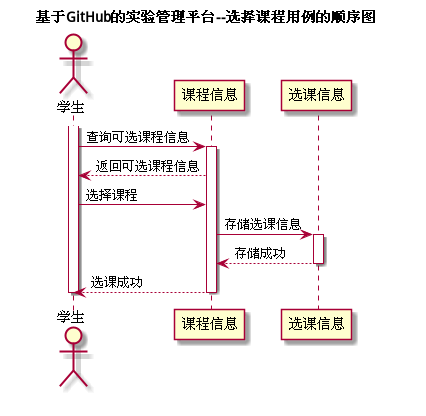 基于GitHub的实验管理平台--选择课程用例的顺序图
学生
课程信息
选课信息
查询可选课程信息
返回可选课程信息
选择课程
存储选课信息
存储成功
选课成功
学生
课程信息
选课信息